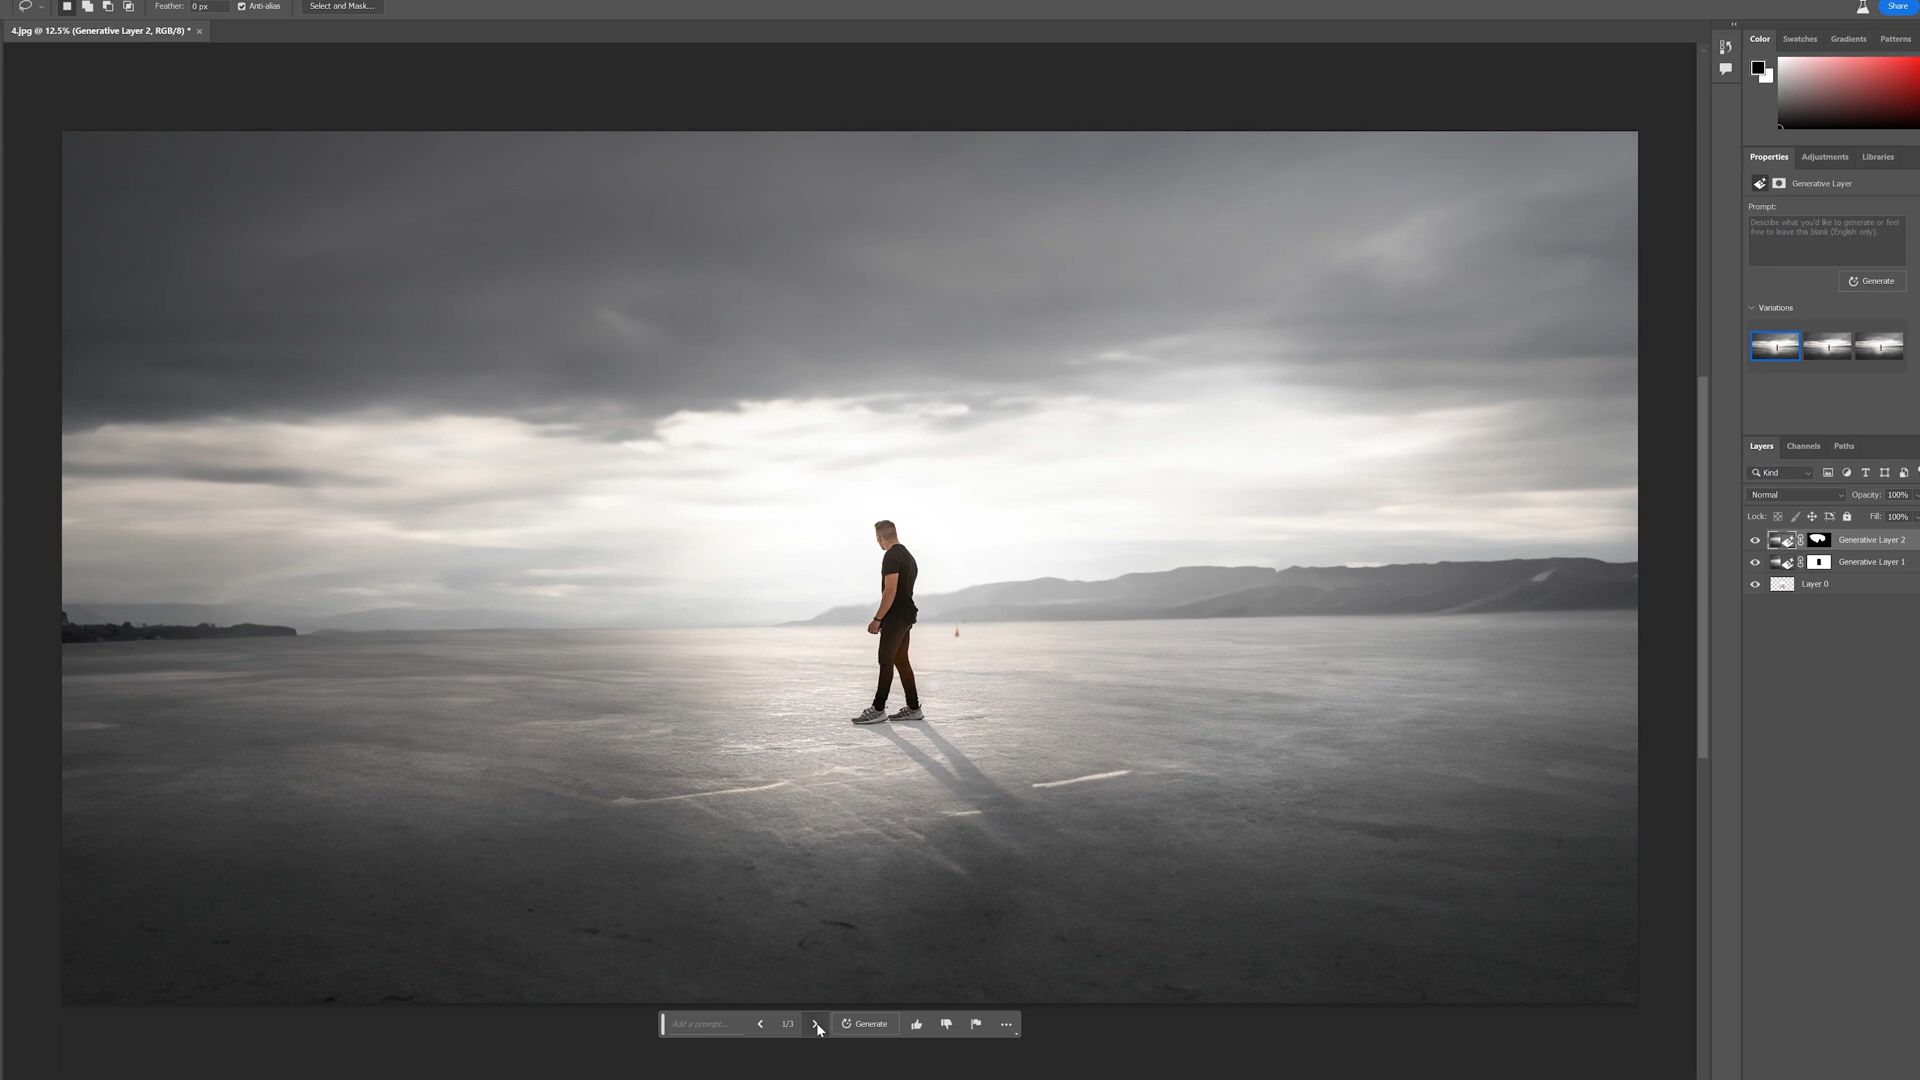 Feather: 0 px Anti-alias Select and Mask... Share
4.jpg @ 12.5% (Generative Layer 2, RGB/8) * ×
Color Swatches Gradients Patterns
Properties Adjustments Libraries
Generative Layer
Prompt:
Describe what you'd like to generate or feel
free to leave this blank (English only).
Generate
Variations
Layers Channels Paths
Kind
Normal Opacity: 100%
Lock: Fill: 100%
Generative Layer 2
Generative Layer 1
Layer 0
Add a prompt... 1/3 Generate